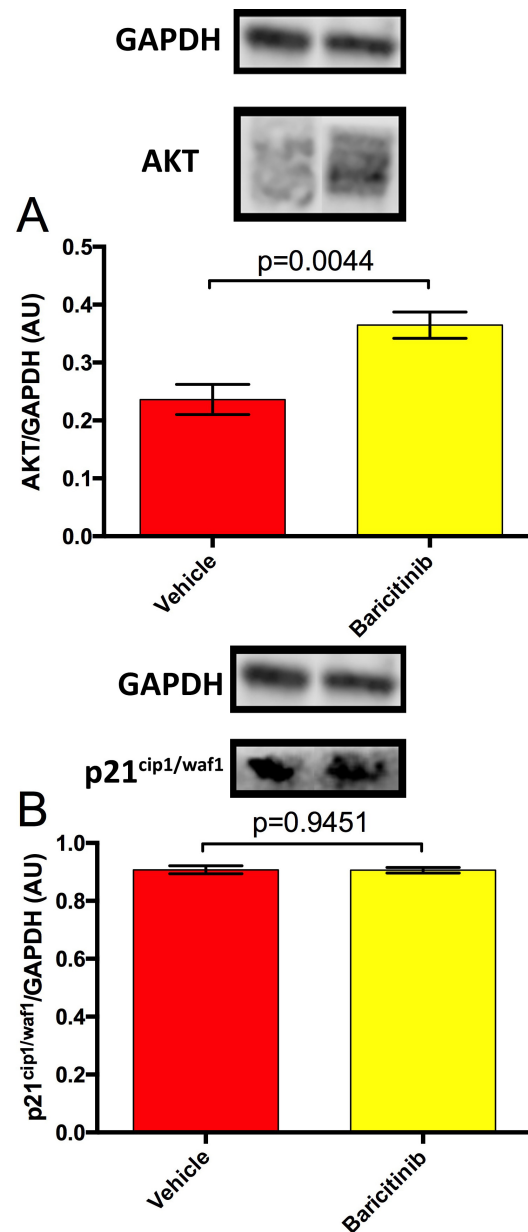 GAPDH
AKT
A
p=0.0044
AKT/GAPDH (AU)
0.5
0.4
0.3
0.2
0.1
0.0
Vehicle
Baricitinib
GAPDH
p21cip1/waf1
B
p=0.9451
p21cip1/waf1/GAPDH (AU)
1.0
0.8
0.6
0.4
0.2
0.0
Vehicle
Baricitinib